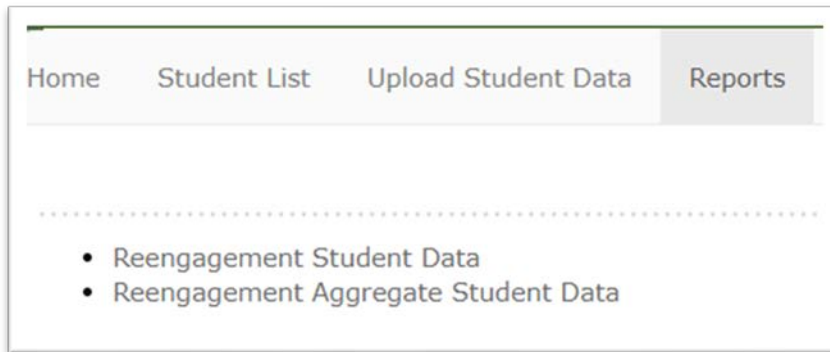 Home Student List Upload Student Data Reports
Reengagement Student Data
Reengagement Aggregate Student Data